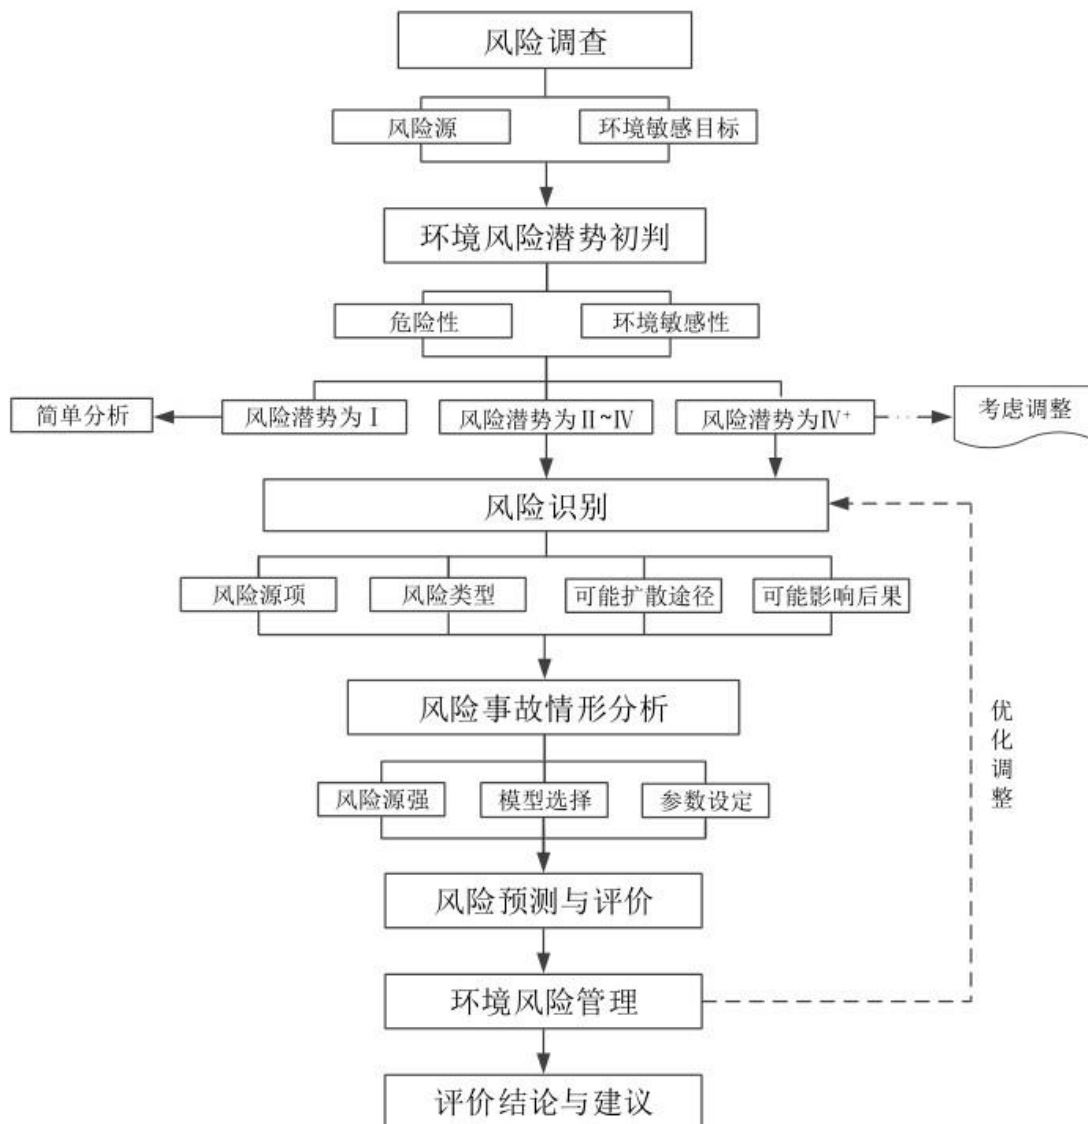 风险调查
风险源
环境敏感目标
环境风险潜势初判
危险性
环境敏感性
简单分析
风险潜势为Ⅰ
风险潜势为Ⅱ~Ⅳ
风险潜势为Ⅳ⁺
考虑调整
风险识别
风险源项
风险类型
可能扩散途径
可能影响后果
风险事故情形分析
优化调整
风险源强
模型选择
参数设定
风险预测与评价
环境风险管理
评价结论与建议